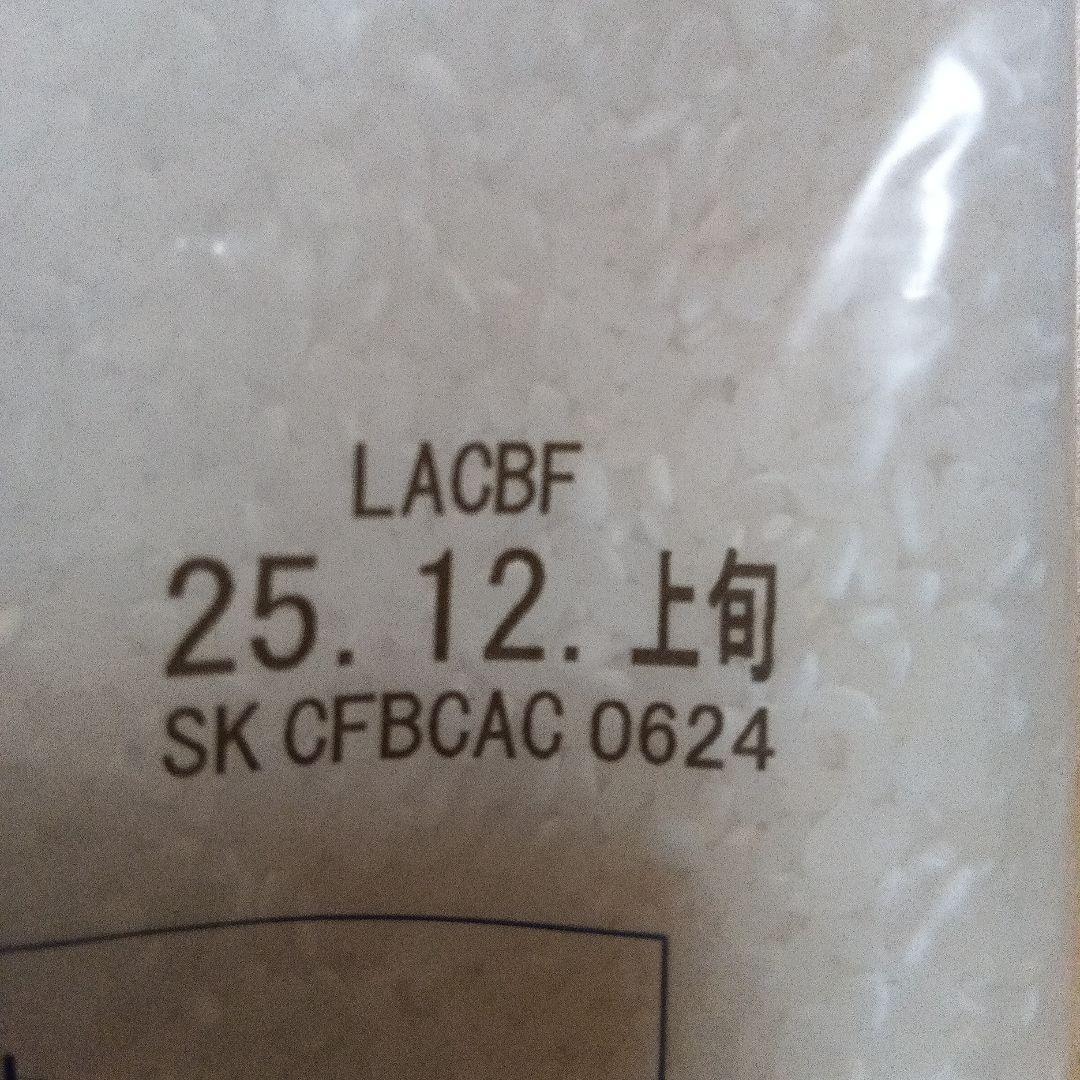 LACBF
25.12.上旬
SK CFBCAC 0624